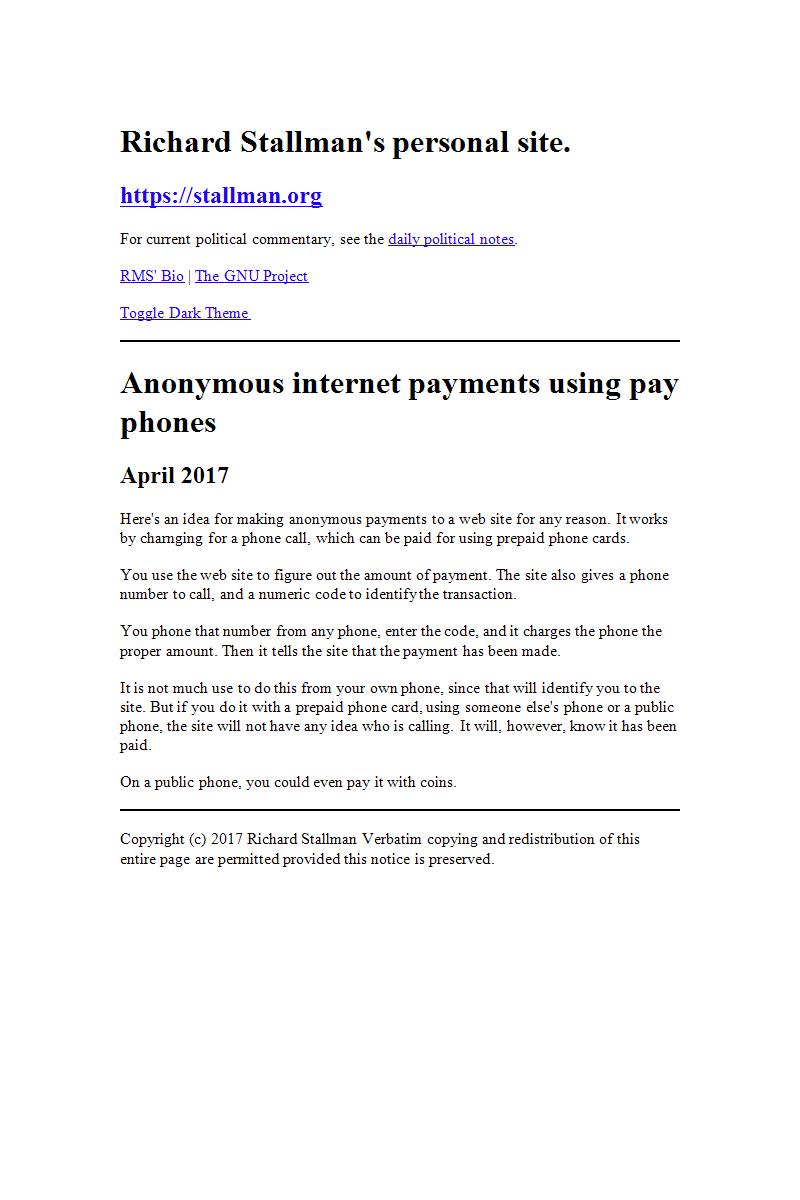 Richard Stallman's personal site.
https://stallman.org
For current political commentary, see the daily political notes.
RMS' Bio | The GNU Project
Toggle Dark Theme
Anonymous internet payments using pay
phones
April 2017
Here's an idea for making anonymous payments to a web site for any reason. It works
by charnging for a phone call, which can be paid for using prepaid phone cards.
You use the web site to figure out the amount of payment. The site also gives a phone
number to call, and a numeric code to identify the transaction.
You phone that number from any phone, enter the code, and it charges the phone the
proper amount. Then it tells the site that the payment has been made.
It is not much use to do this from your own phone, since that will identify you to the
site. But if you do it with a prepaid phone card, using someone else's phone or a public
phone, the site will not have any idea who is calling. It will, however, know it has been
paid.
On a public phone, you could even pay it with coins.
Copyright (c) 2017 Richard Stallman Verbatim copying and redistribution of this
entire page are permitted provided this notice is preserved.